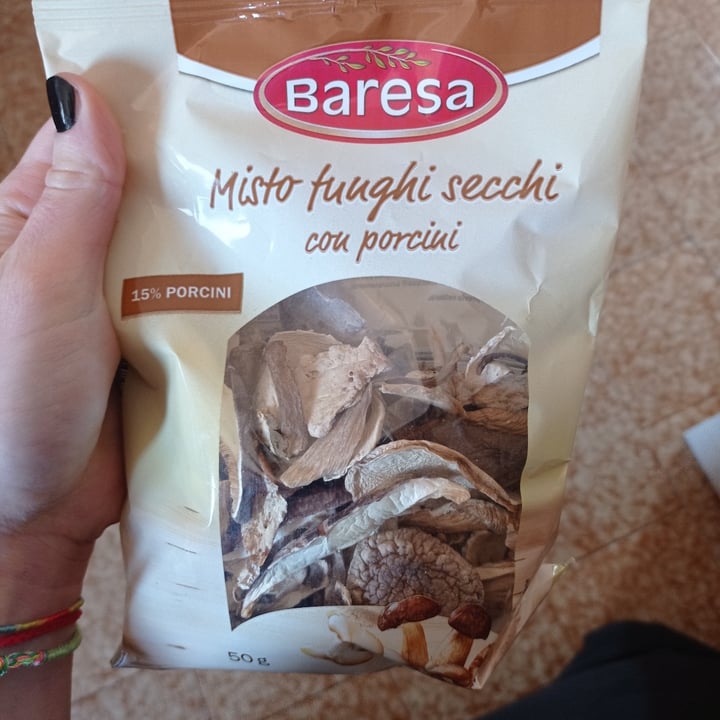 Baresa
Misto funghi secchi
con porcini
15% PORCINI
50 g